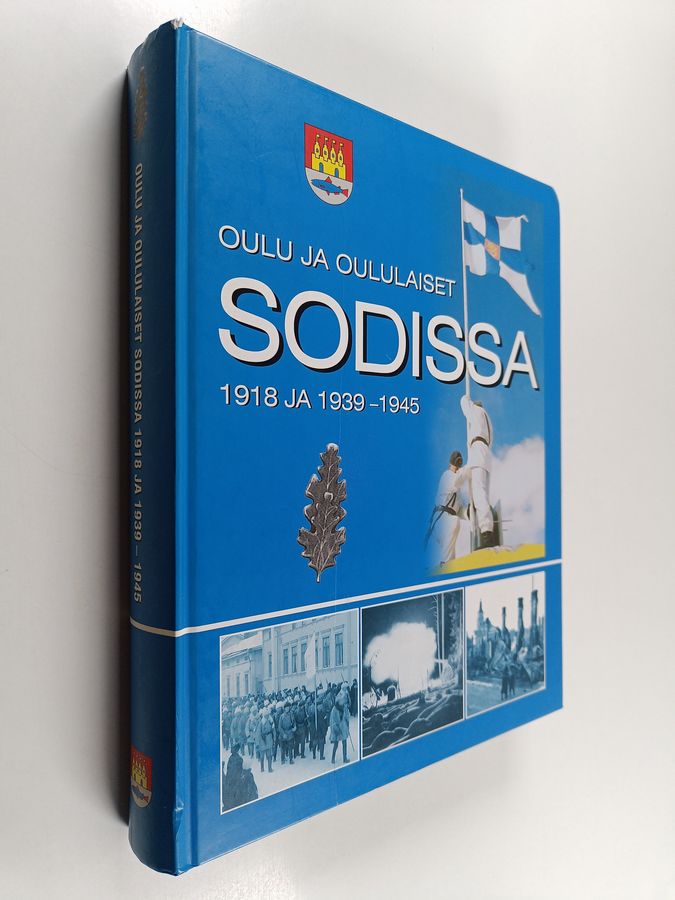 OULU JA OULULAISET
SODISSA
1918 JA 1939 –1945
OULU JA OULULAISET SODISSA 1918 JA 1939 – 1945